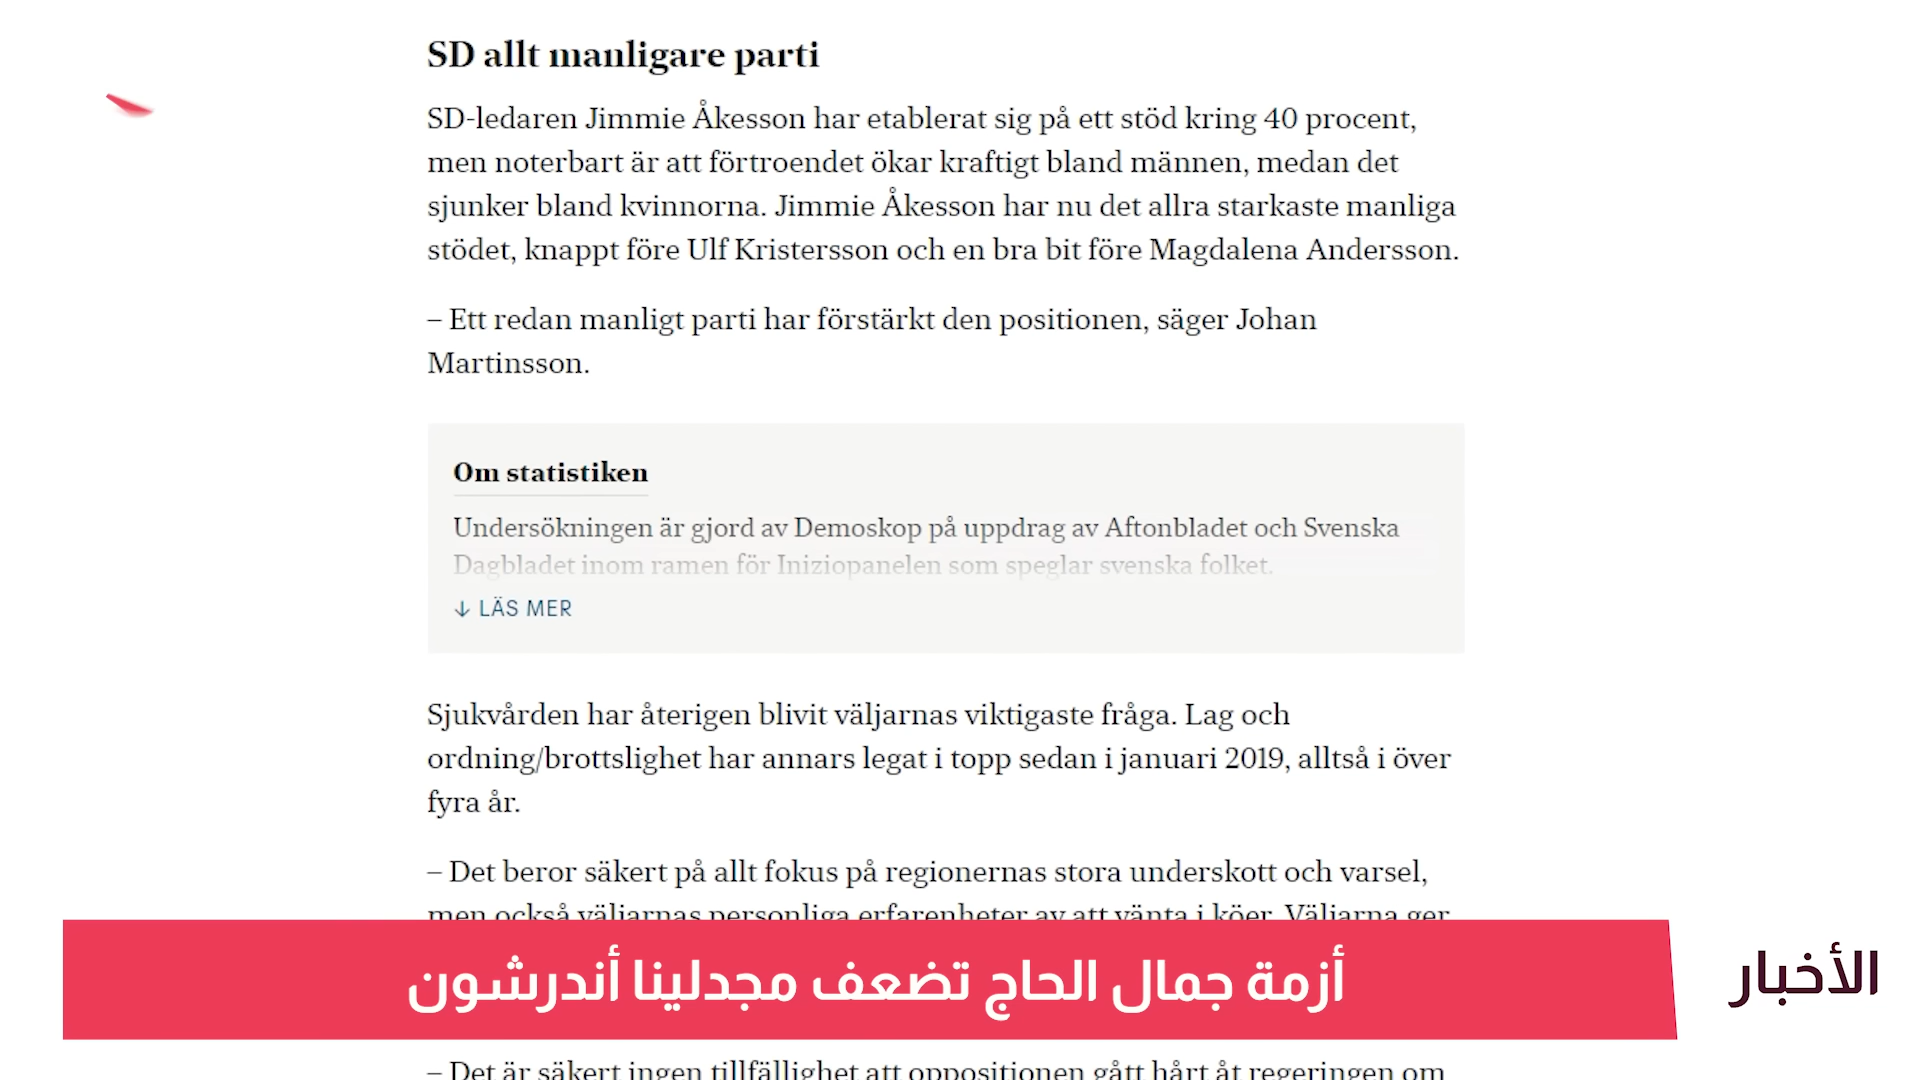 SD allt manligare parti
SD-ledaren Jimmie Åkesson har etablerat sig på ett stöd kring 40 procent,
men noterbart är att förtroendet ökar kraftigt bland männen, medan det
sjunker bland kvinnorna. Jimmie Åkesson har nu det allra starkaste manliga
stödet, knappt före Ulf Kristersson och en bra bit före Magdalena Andersson.
– Ett redan manligt parti har förstärkt den positionen, säger Johan
Martinsson.
Om statistiken
Undersökningen är gjord av Demoskop på uppdrag av Aftonbladet och Svenska
Dagbladet inom ramen för Iniziopanelen som speglar svenska folket.
↓ LÄS MER
Sjukvården har återigen blivit väljarnas viktigaste fråga. Lag och
ordning/brottslighet har annars legat i topp sedan i januari 2019, alltså i över
fyra år.
– Det beror säkert på allt fokus på regionernas stora underskott och varsel,
men också väljarnas personliga erfarenheter av att vänta i köer. Väljarna ger
أزمة جمال الحاج تضعف مجدلينا أندرشون
الأخبار
– Det är säkert ingen tillfällighet att oppositionen gått hårt åt regeringen om